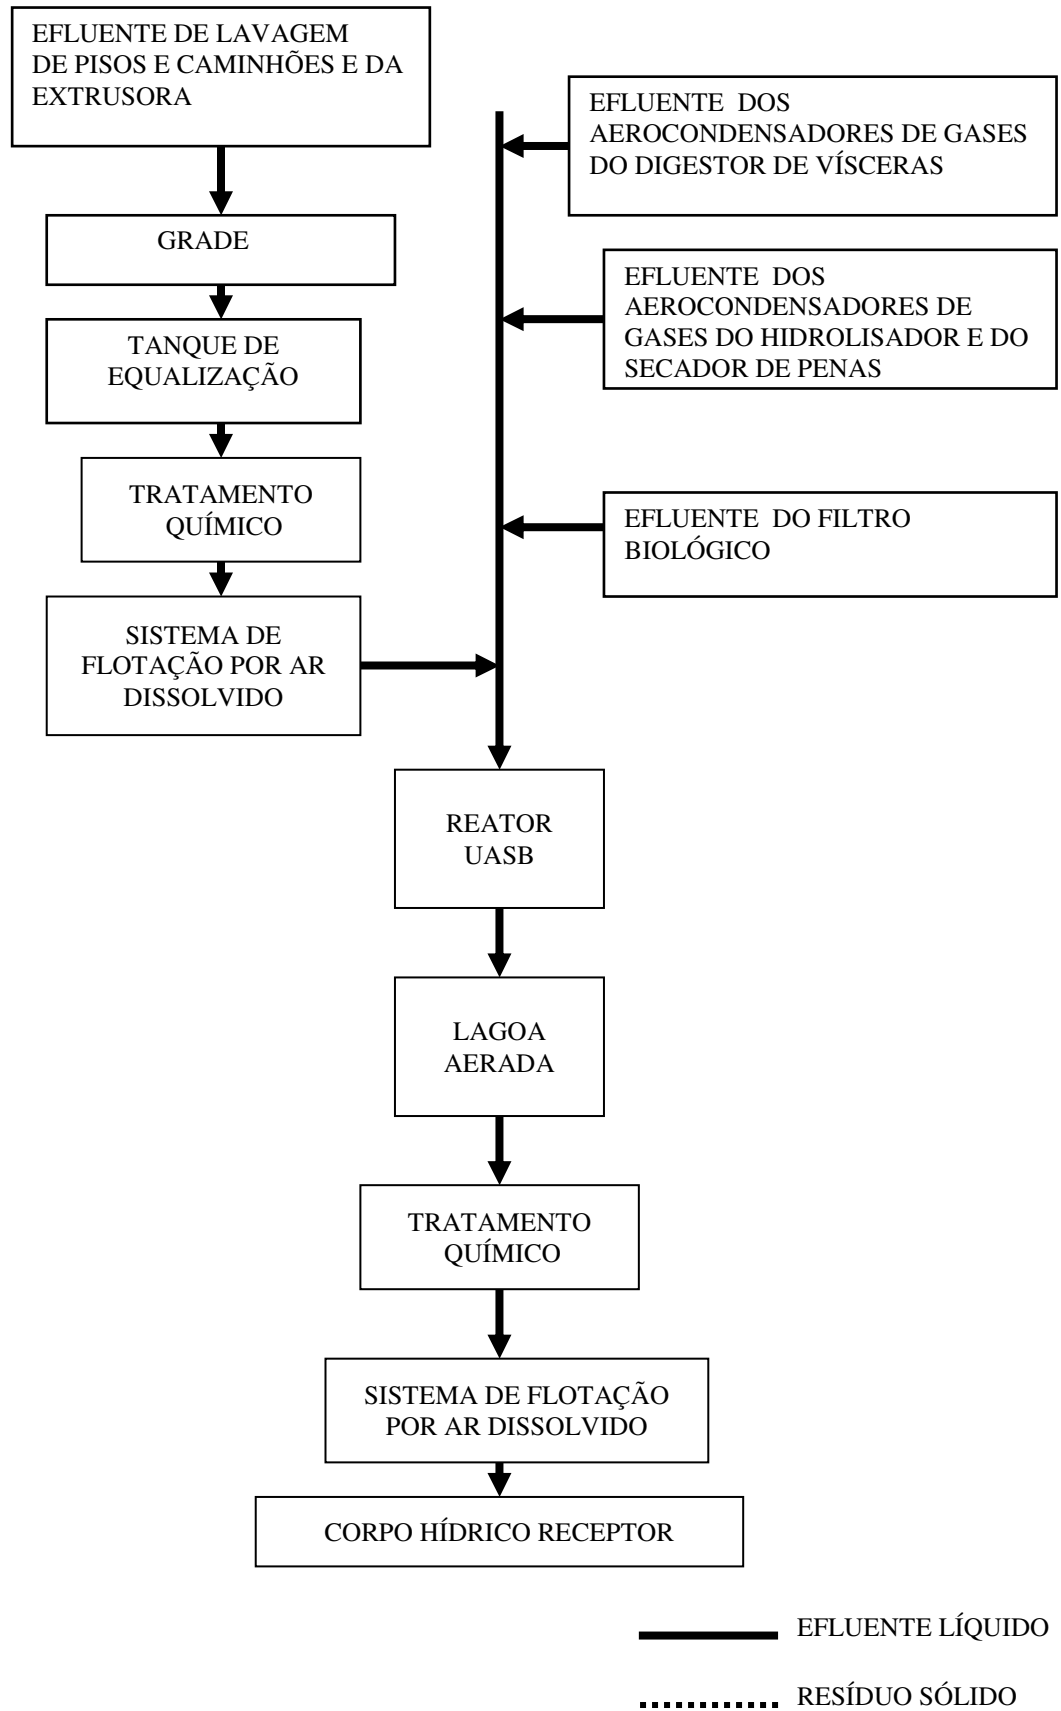 EFLUENTE DE LAVAGEM
DE PISOS E CAMINHÕES E DA
EXTRUSORA
EFLUENTE DOS
AEROCONDENSADORES DE GASES
DO DIGESTOR DE VÍSCERAS
GRADE
EFLUENTE DOS
AEROCONDENSADORES DE
GASES DO HIDROLISADOR E DO
SECADOR DE PENAS
TANQUE DE
EQUALIZAÇÃO
TRATAMENTO
QUÍMICO
EFLUENTE DO FILTRO
BIOLÓGICO
SISTEMA DE
FLOTAÇÃO POR AR
DISSOLVIDO
REATOR
UASB
LAGOA
AERADA
TRATAMENTO
QUÍMICO
SISTEMA DE FLOTAÇÃO
POR AR DISSOLVIDO
CORPO HÍDRICO RECEPTOR
EFLUENTE LÍQUIDO
RESÍDUO SÓLIDO